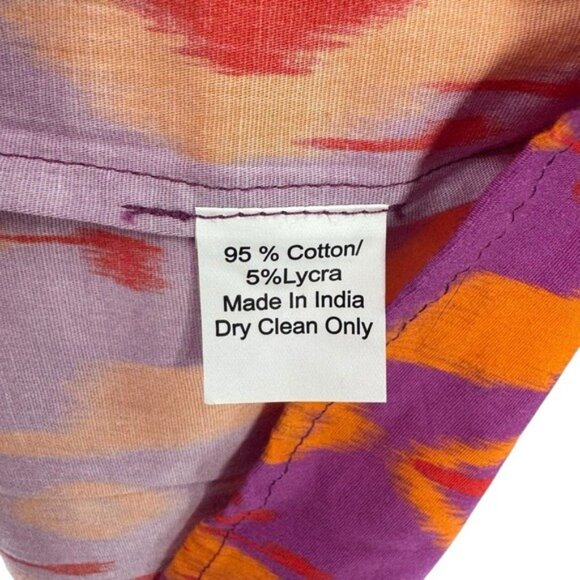 95 % Cotton/
5%Lycra
Made In India
Dry Clean Only